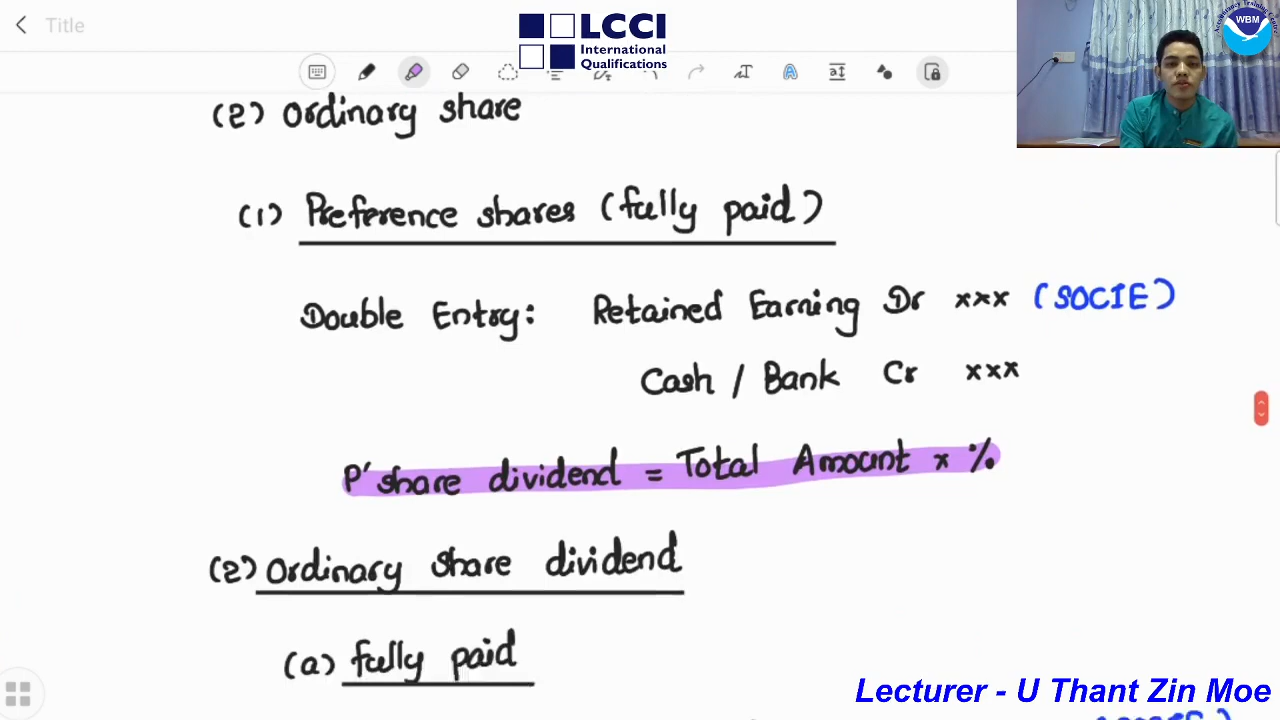 Title
LCCI
International
Qualifications
WBM
(2) Ordinary share
(1) Preference shares (fully paid)
Double Entry: Retained Earning Dr xxx (SOCIE)
Cash / Bank Cr xxx
P' share dividend = Total Amount x %
(2) Ordinary share dividend
(a) fully paid
Lecturer - U Thant Zin Moe